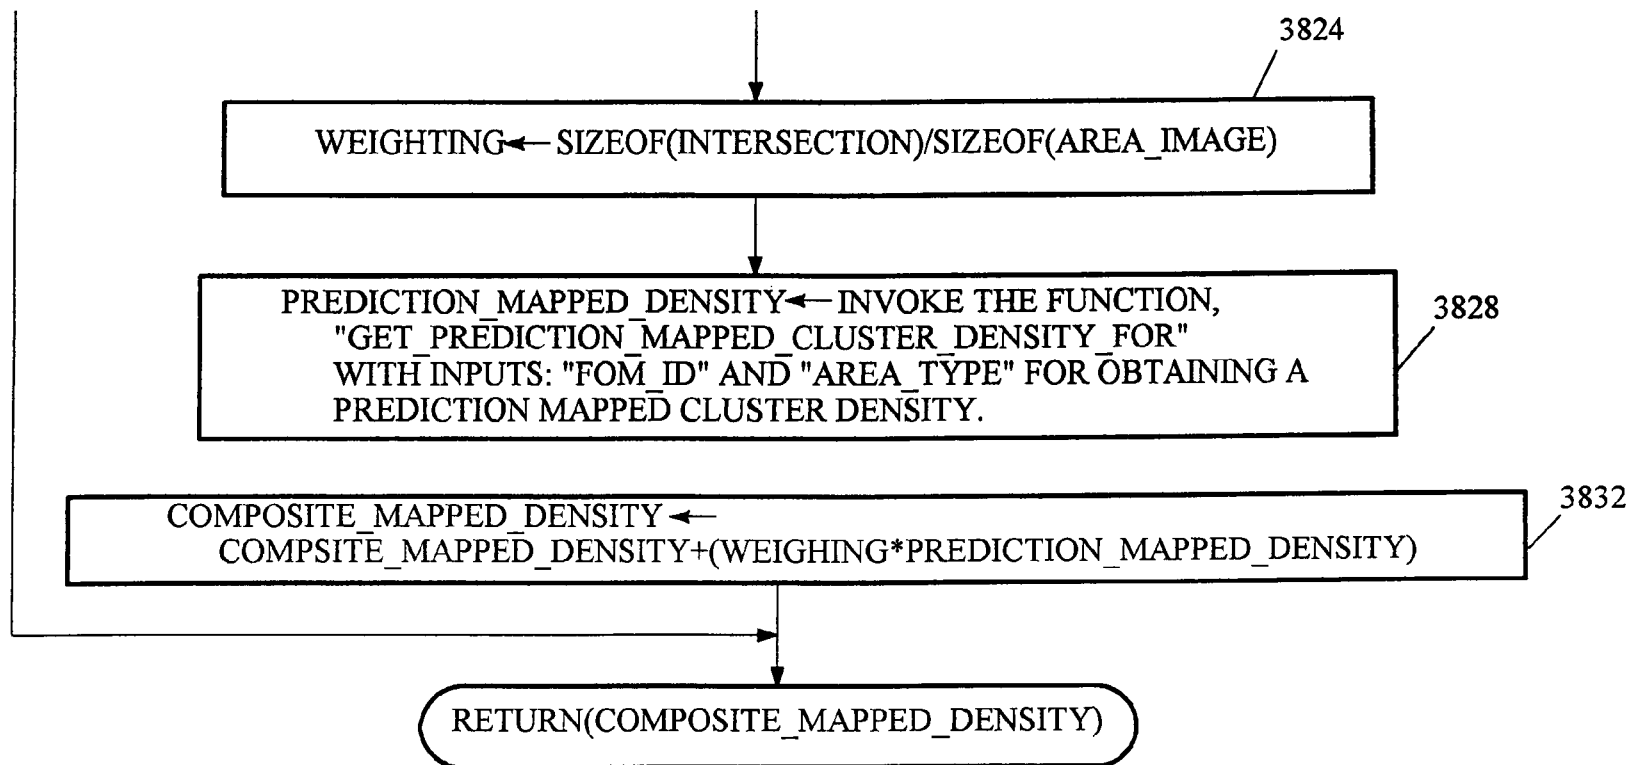 3824
WEIGHTING← SIZEOF(INTERSECTION)/SIZEOF(AREA_IMAGE)
PREDICTION_MAPPED_DENSITY← INVOKE THE FUNCTION,
3828
"GET_PREDICTION_MAPPED_CLUSTER_DENSITY_FOR"
WITH INPUTS: "FOM_ID" AND "AREA_TYPE" FOR OBTAINING A
PREDICTION MAPPED CLUSTER DENSITY.
3832
COMPOSITE_MAPPED_DENSITY ←
COMPSITE_MAPPED_DENSITY+(WEIGHING*PREDICTION_MAPPED_DENSITY)
RETURN(COMPOSITE_MAPPED_DENSITY)